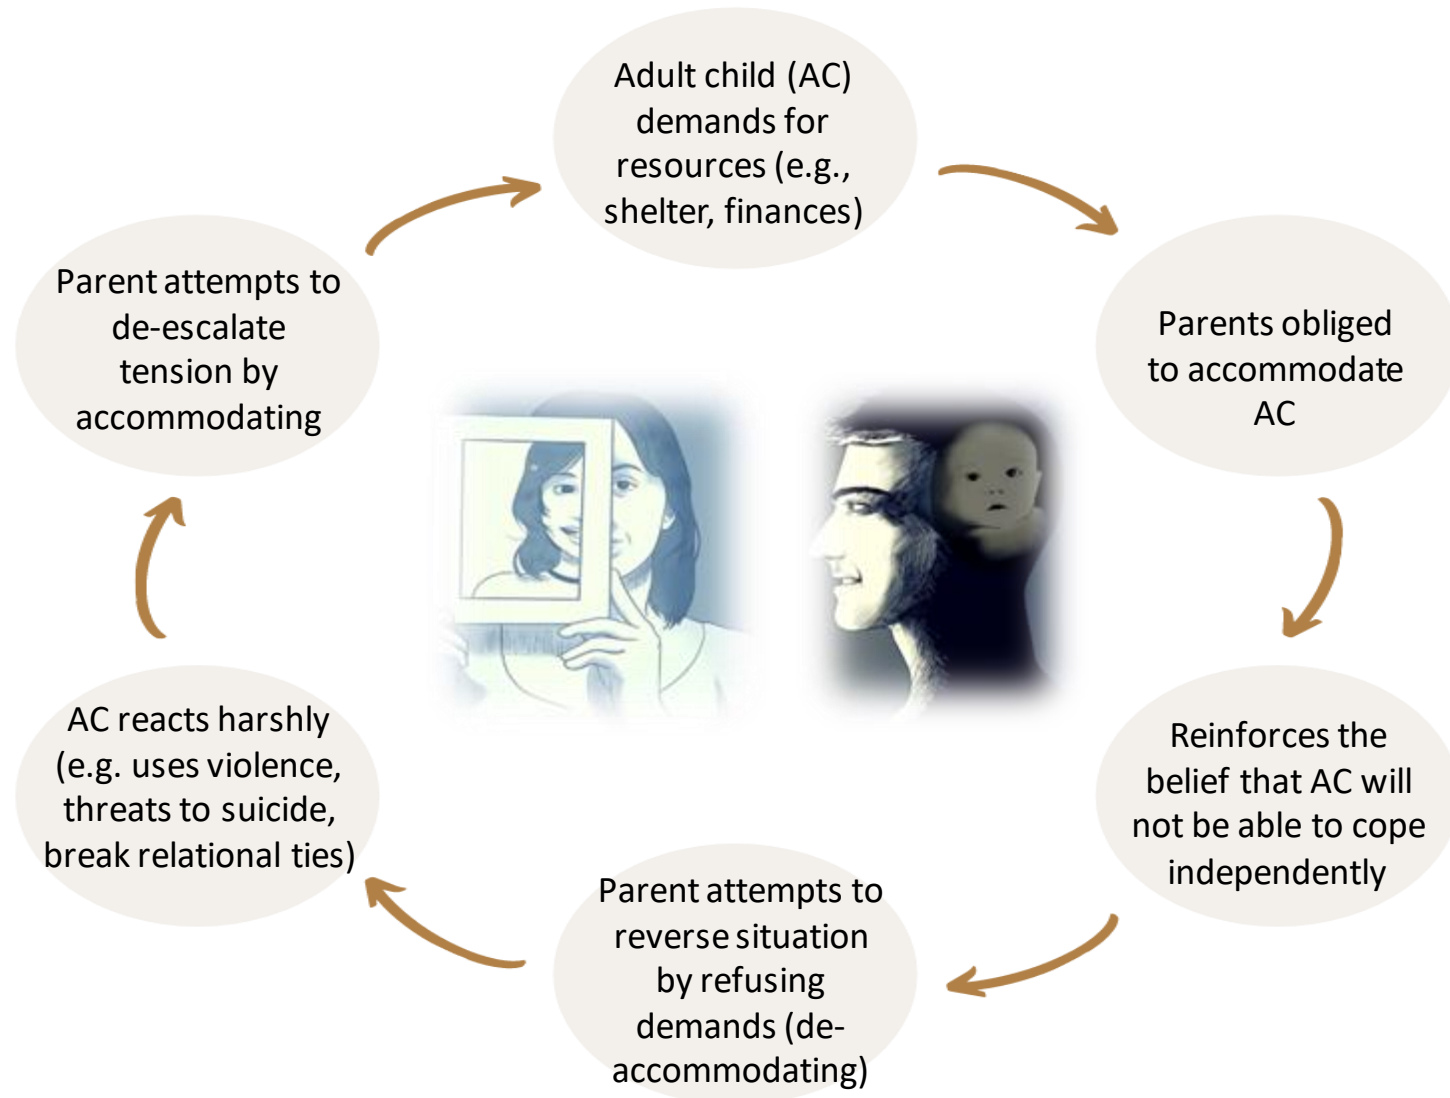 Adult child (AC)
demands for
resources (e.g.,
shelter, finances)
Parents obliged
to accommodate
AC
Reinforces the
belief that AC will
not be able to cope
independently
Parent attempts to
reverse situation
by refusing
demands (de-
accommodating)
AC reacts harshly
(e.g. uses violence,
threats to suicide,
break relational ties)
Parent attempts to
de-escalate
tension by
accommodating